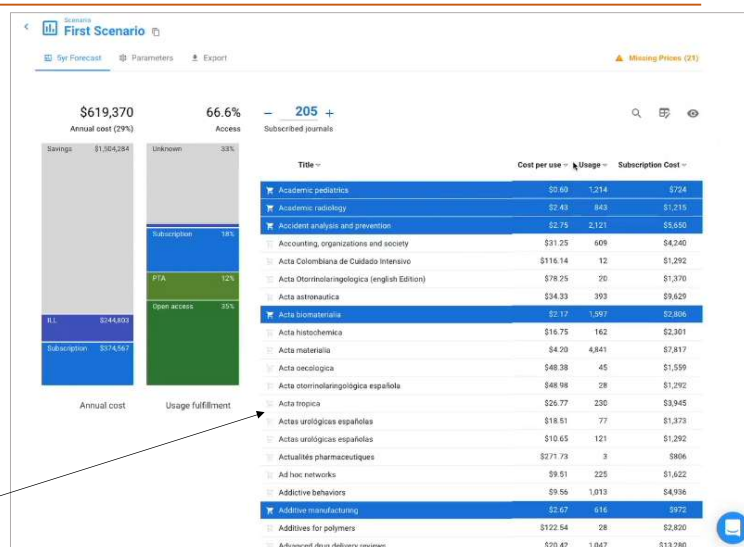 Scenario
First Scenario
5yr Forecast Parameters Export Missing Prices (21)
$619,370 66.6% – 205 +
Annual cost (29%) Access Subscribed journals
Savings $1,504,284 Unknown 33%
Title Cost per use Usage Subscription Cost
Academic pediatrics $0.60 1,214 $724
Academic radiology $2.43 843 $1,215
Accident analysis and prevention $2.75 2,121 $5,650
Subscription 18%
Accounting, organizations and society $31.25 609 $4,240
Acta Colombiana de Cuidado Intensivo $116.14 12 $1,292
PTA 12%
Acta Otorrinolaringologica (english Edition) $78.25 20 $1,370
Acta astronautica $34.33 393 $9,629
Open access 35%
ILL $244,803
Acta biomaterialia $2.17 1,597 $2,806
Acta histochemica $16.75 162 $2,301
Subscription $374,567
Acta materialia $4.20 4,841 $7,817
Acta oecologica $48.38 45 $1,559
Acta otorrinolaringológica española $48.98 28 $1,292
Annual cost Usage fulfillment
Acta tropica $26.77 230 $3,945
Actas urológicas españolas $18.51 77 $1,373
Actas urológicas españolas $10.65 121 $1,292
Actualités pharmaceutiques $271.73 3 $806
Ad hoc networks $9.51 225 $1,622
Addictive behaviors $9.56 1,013 $4,936
Additive manufacturing $2.67 616 $972
Additives for polymers $122.54 28 $2,820
Advanced drug delivery reviews $20.42 1,047 $13,280